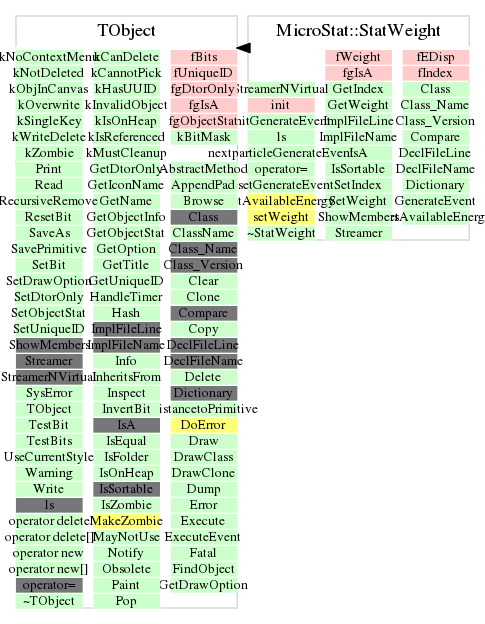 TObject
kNoContextMenu kCanDelete fBits
kNotDeleted kCannotPick fUniqueID
kObjInCanvas kHasUUID fgDtorOnly
kOverwrite kInvalidObject fgIsA
kSingleKey kIsOnHeap fgObjectStat
kWriteDelete kIsReferenced kBitMask
kZombie kMustCleanup
Print GetDtorOnly AbstractMethod
Read GetIconName AppendPad
RecursiveRemove GetName Browse
ResetBit GetObjectInfo Class
SaveAs GetObjectStat ClassName
SavePrimitive GetOption Class_Name
SetBit GetTitle Class_Version
SetDrawOption GetUniqueID Clear
SetDtorOnly HandleTimer Clone
SetObjectStat Hash Compare
SetUniqueID ImplFileLine Copy
ShowMembers ImplFileName DeclFileLine
Streamer Info DeclFileName
StreamerNVirtual InheritsFrom Delete
SysError Inspect Dictionary
TObject InvertBit istancetoPrimitive
TestBit IsA DoError
TestBits IsEqual Draw
UseCurrentStyle IsFolder DrawClass
Warning IsOnHeap DrawClone
Write IsSortable Dump
ls IsZombie Error
operator delete MakeZombie Execute
operator delete[] MayNotUse ExecuteEvent
operator new Notify Fatal
operator new[] Obsolete FindObject
operator= Paint GetDrawOption
~TObject Pop
MicroStat::StatWeight
fWeight fEDisp
fgIsA fIndex
StreamerNVirtual GetIndex Class
init GetWeight Class_Name
itGenerateEvent ImplFileLine Class_Version
ls ImplFileName Compare
nextparticleGenerateEvent IsA DeclFileLine
operator= IsSortable DeclFileName
setGenerateEvent SetIndex Dictionary
tAvailableEnergy SetWeight GenerateEvent
setWeight ShowMembers tAvailableEnerg
~StatWeight Streamer